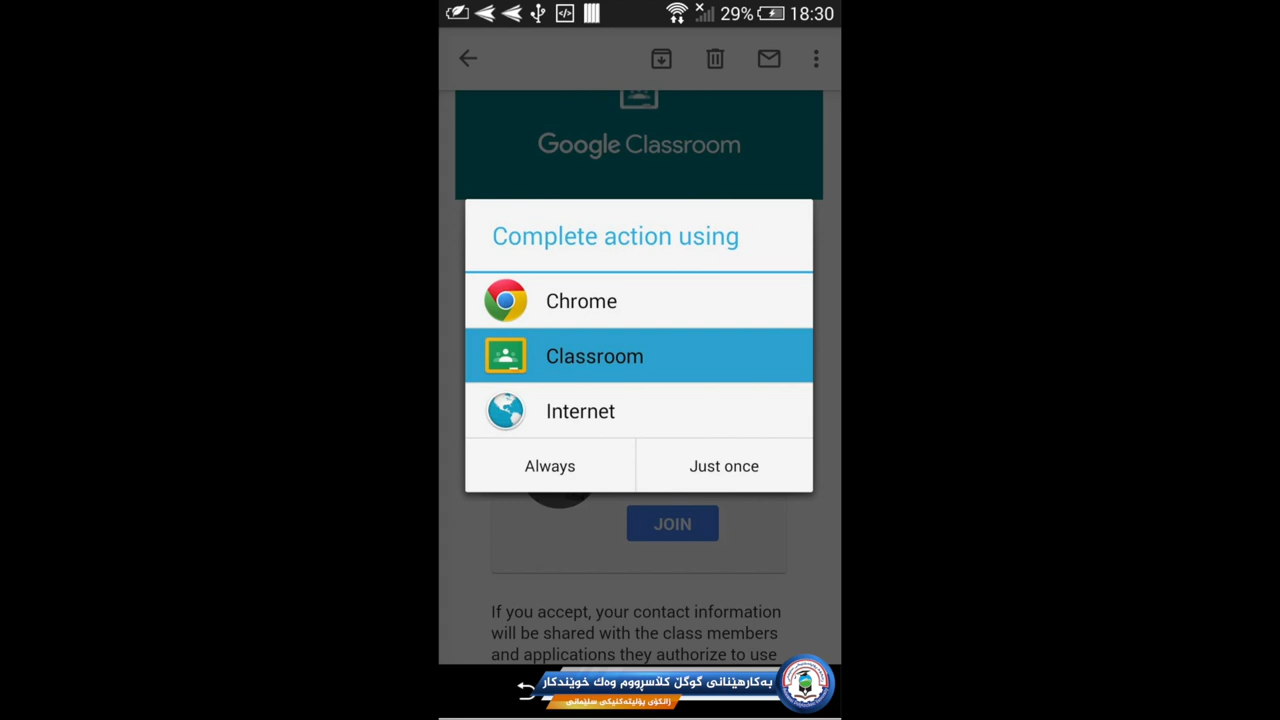 29% 18:30
Google Classroom
Complete action using
Chrome
Classroom
Internet
Always Just once
JOIN
If you accept, your contact information
will be shared with the class members
and applications they authorize to use
بەکارهێنانی گوگڵ کڵاسڕووم وەک خوێندکار
زانکۆی پۆلیتەکنیکی سلێمانی